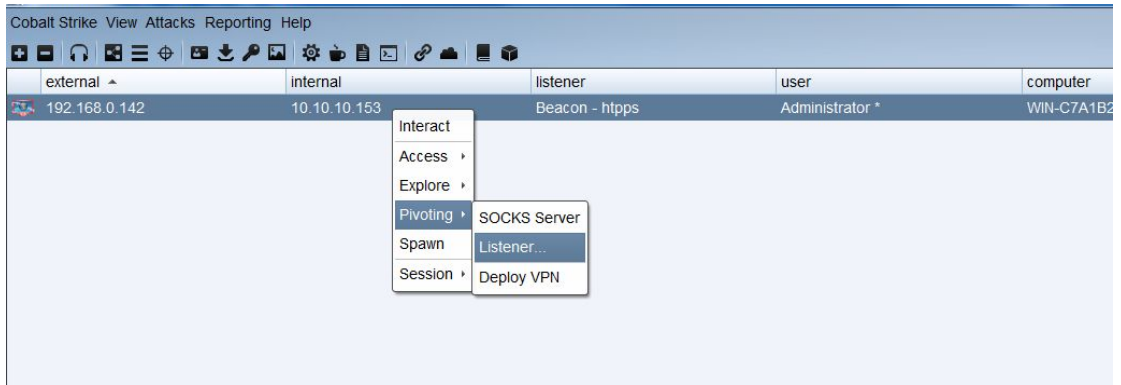 Cobalt Strike View Attacks Reporting Help
external internal listener user computer
192.168.0.142 10.10.10.153 Beacon - htpps Administrator * WIN-C7A1B2
Interact
Access
Explore
Pivoting SOCKS Server
Spawn Listener...
Session Deploy VPN